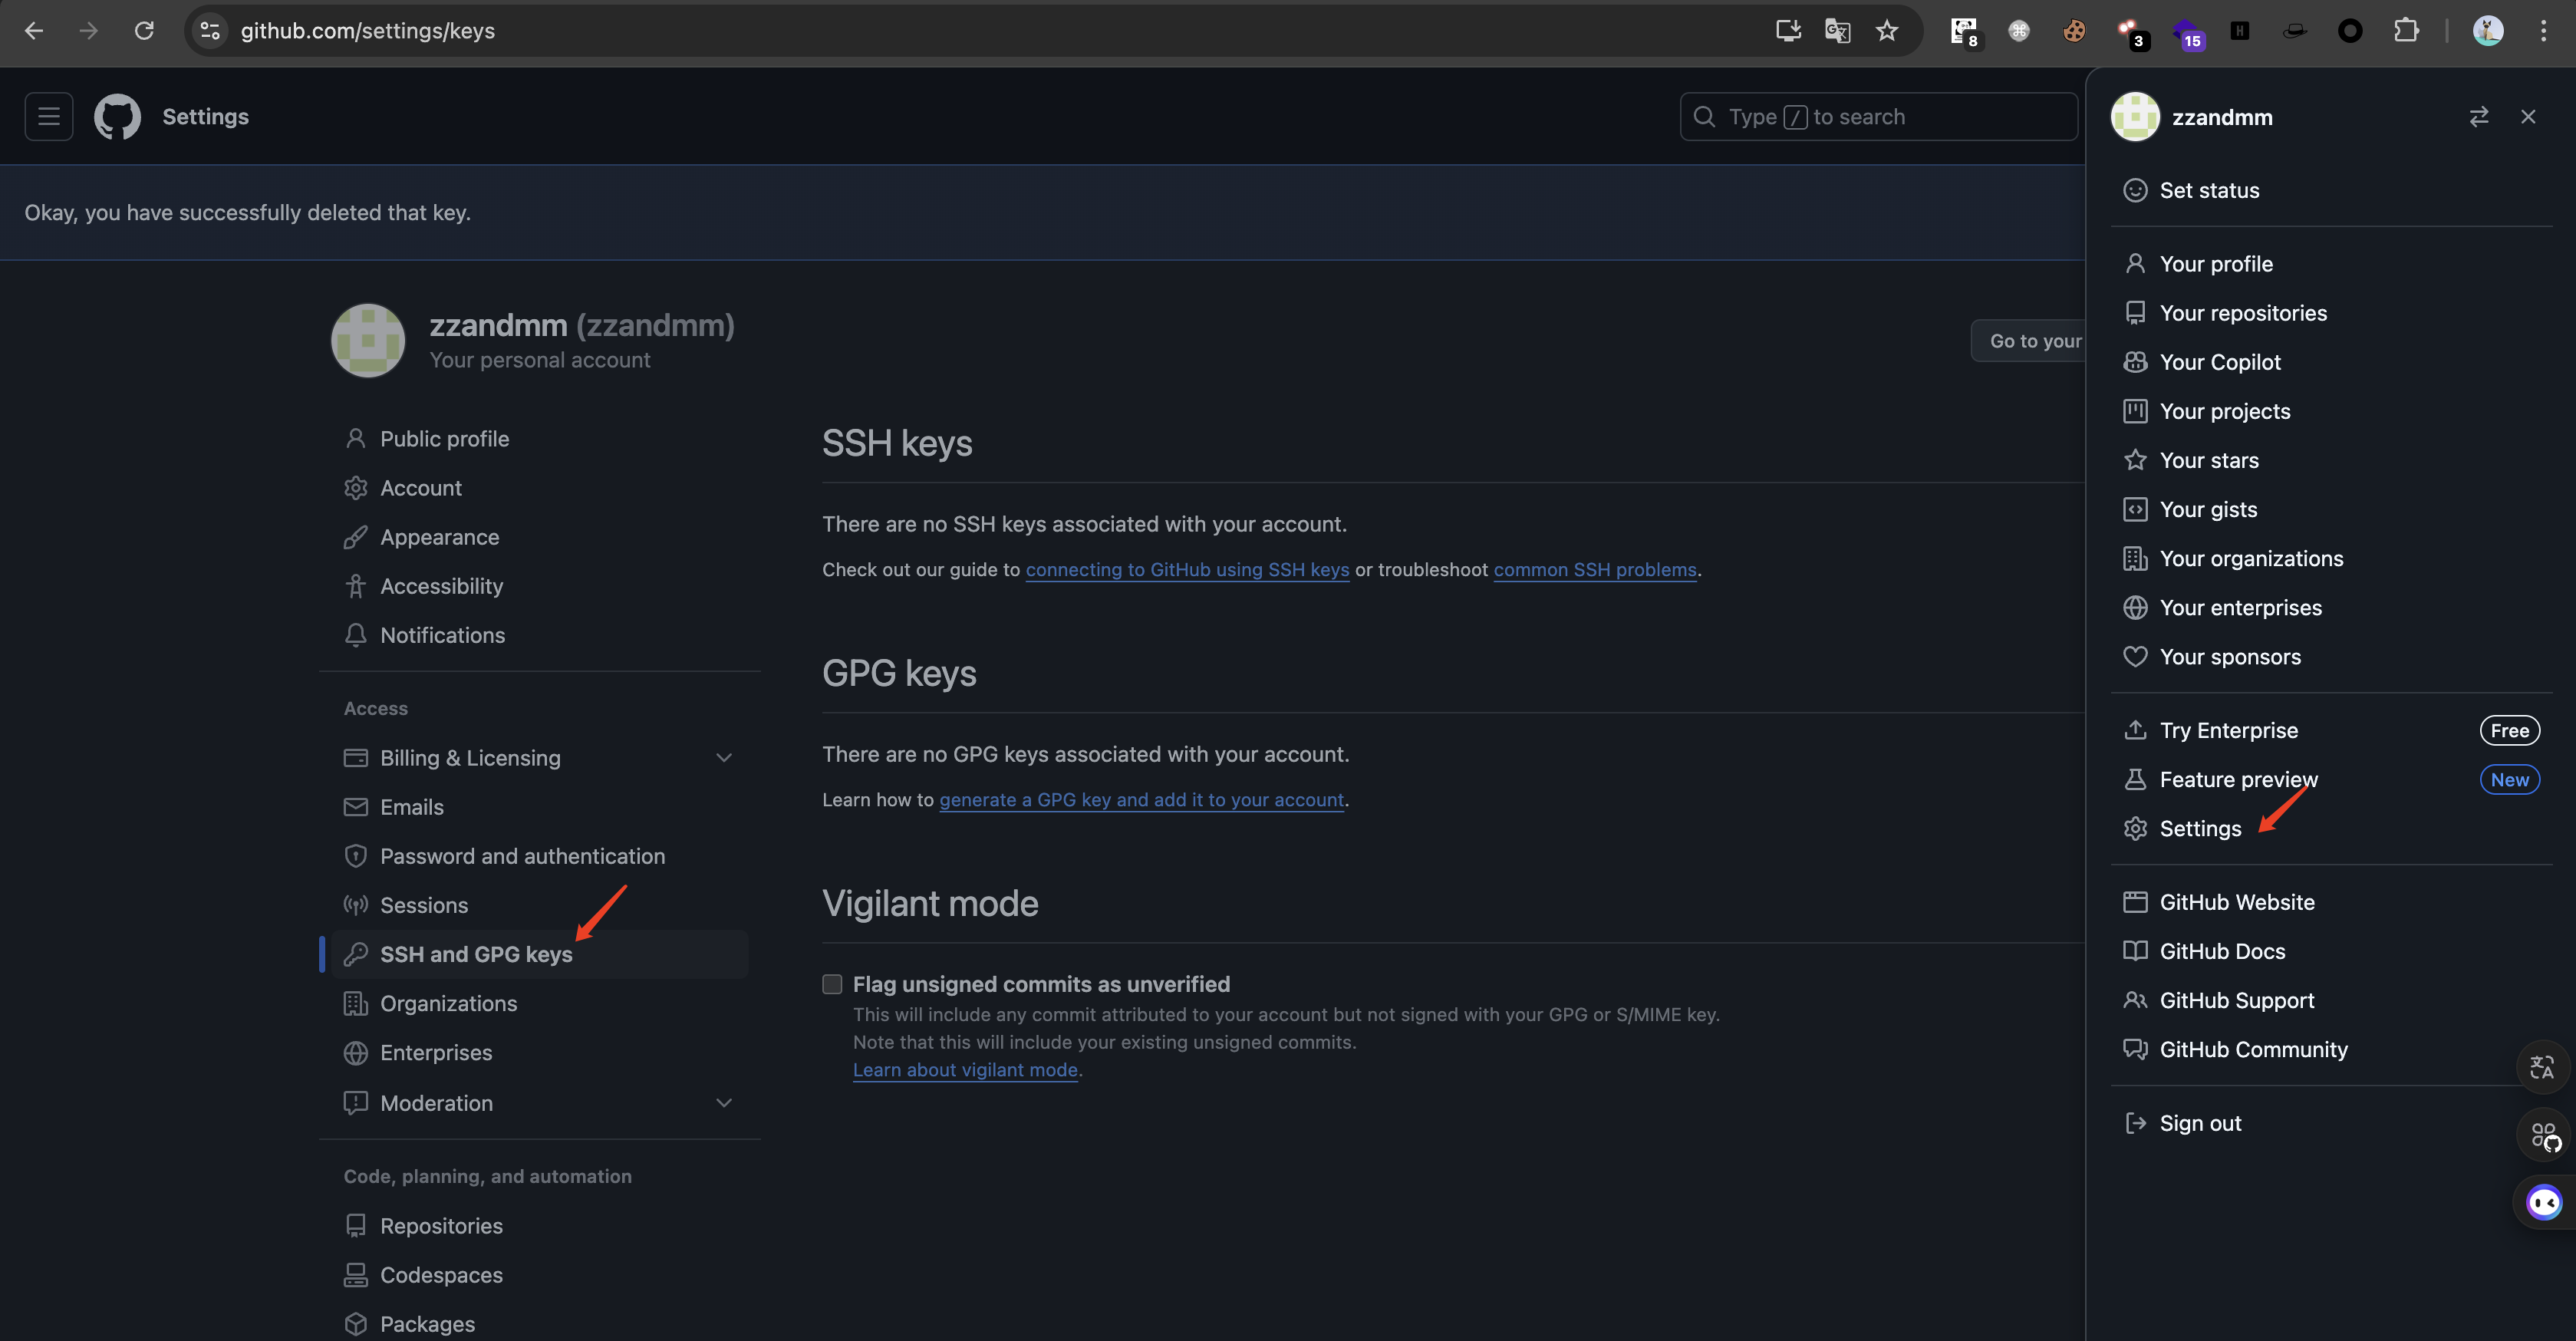 github.com/settings/keys
8
3
15
Settings
Type / to search
zzandmm
Okay, you have successfully deleted that key.
zzandmm (zzandmm)
Your personal account
Go to your
Public profile
Account
Appearance
Accessibility
Notifications
Access
Billing & Licensing
Emails
Password and authentication
Sessions
SSH and GPG keys
Organizations
Enterprises
Moderation
Code, planning, and automation
Repositories
Codespaces
Packages
SSH keys
There are no SSH keys associated with your account.
Check out our guide to connecting to GitHub using SSH keys or troubleshoot common SSH problems.
GPG keys
There are no GPG keys associated with your account.
Learn how to generate a GPG key and add it to your account.
Vigilant mode
Flag unsigned commits as unverified
This will include any commit attributed to your account but not signed with your GPG or S/MIME key.
Note that this will include your existing unsigned commits.
Learn about vigilant mode.
Set status
Your profile
Your repositories
Your Copilot
Your projects
Your stars
Your gists
Your organizations
Your enterprises
Your sponsors
Try Enterprise Free
Feature preview New
Settings
GitHub Website
GitHub Docs
GitHub Support
GitHub Community
Sign out